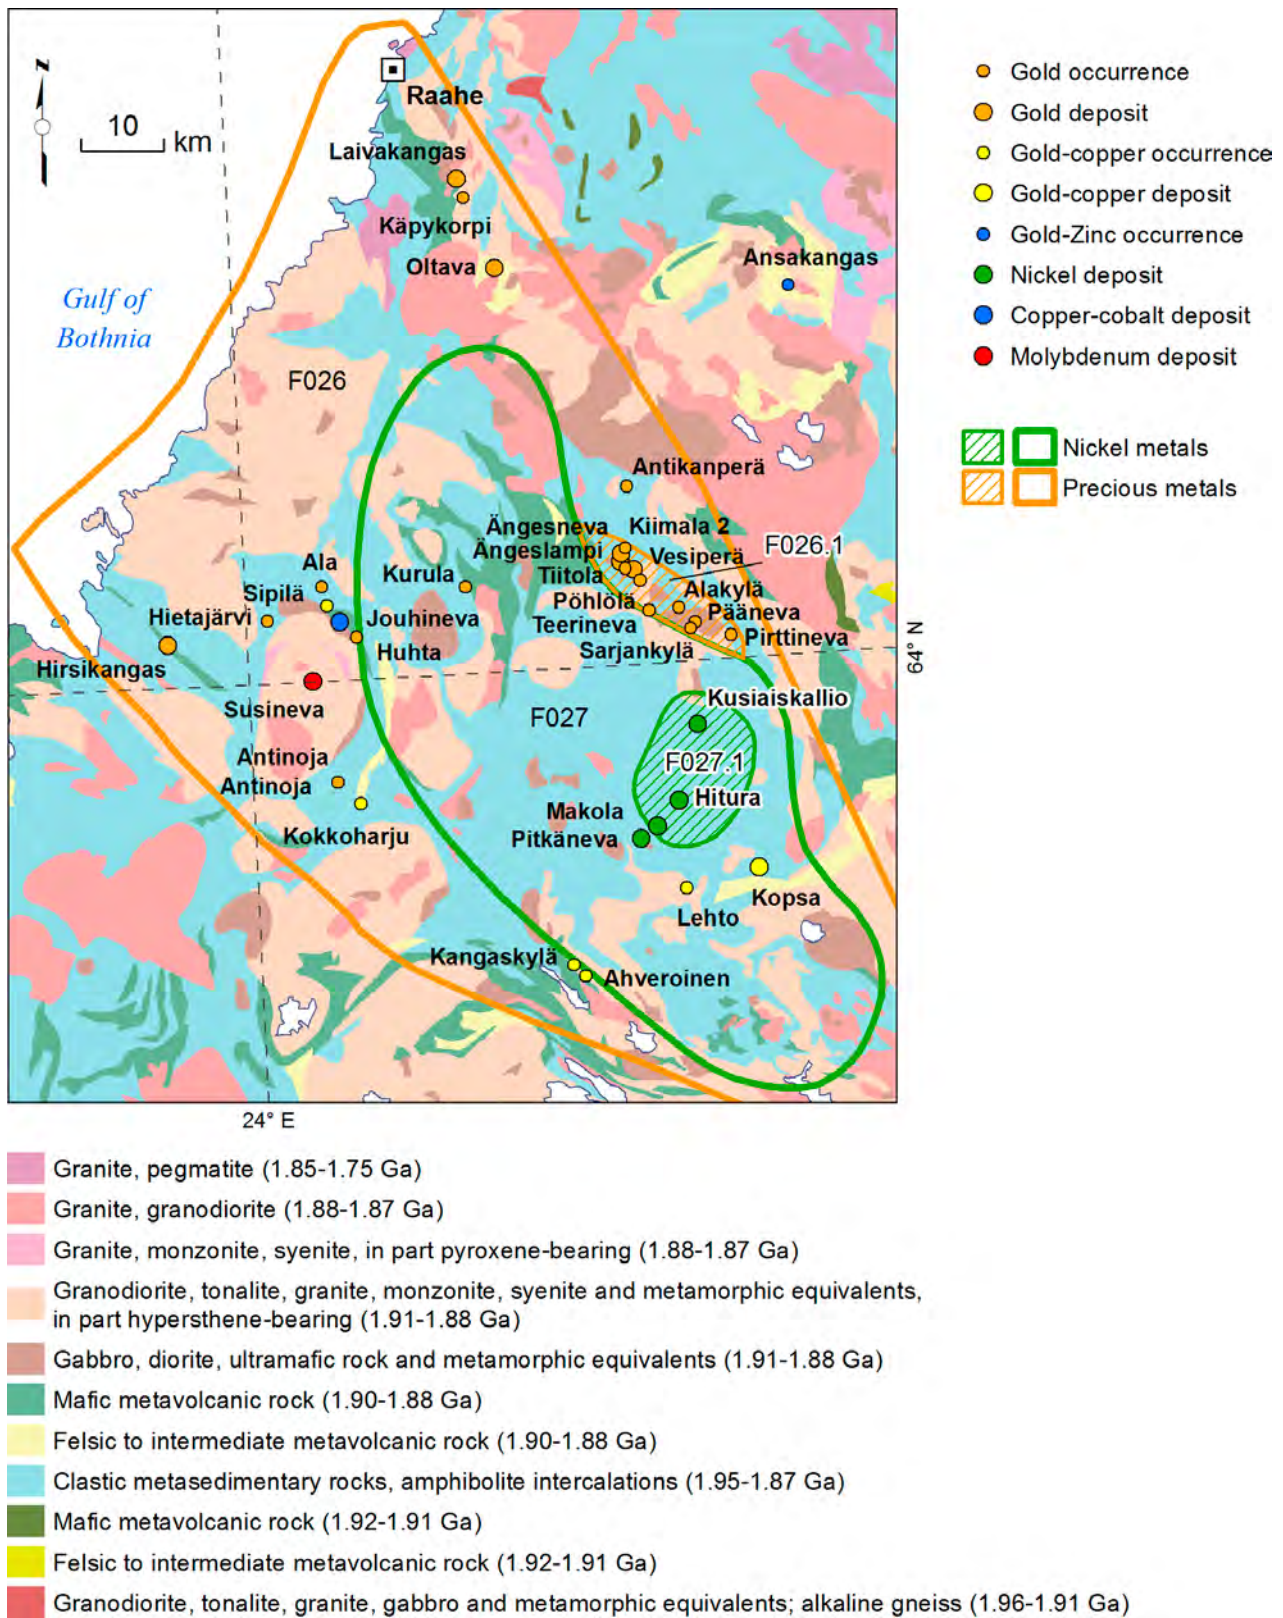 z
10
km
Raahe
Laivakangas
Käpykorpi
Oltava
Ansakangas
Gulf of
Bothnia
F026
Antikanperä
Ängesneva
Kiimala 2
Ängeslampi
Vesiperä
F026.1
Tiitola
Ala
Kurula
Alakylä
Sipilä
Pöhlölä
Pääneva
Hietajärvi
Jouhineva
Teerineva
Pirttineva
Huhta
Sarjankylä
Hirsikangas
64° N
Susineva
F027
Kusiaiskallio
F027.1
Antinoja
Antinoja
Hitura
Makola
Kokkoharju
Pitkäneva
Kopsa
Lehto
Kangaskylä
Ahveroinen
24° E
Gold occurrence
Gold deposit
Gold-copper occurrence
Gold-copper deposit
Gold-Zinc occurrence
Nickel deposit
Copper-cobalt deposit
Molybdenum deposit
Nickel metals
Precious metals
Granite, pegmatite (1.85-1.75 Ga)
Granite, granodiorite (1.88-1.87 Ga)
Granite, monzonite, syenite, in part pyroxene-bearing (1.88-1.87 Ga)
Granodiorite, tonalite, granite, monzonite, syenite and metamorphic equivalents,
in part hypersthene-bearing (1.91-1.88 Ga)
Gabbro, diorite, ultramafic rock and metamorphic equivalents (1.91-1.88 Ga)
Mafic metavolcanic rock (1.90-1.88 Ga)
Felsic to intermediate metavolcanic rock (1.90-1.88 Ga)
Clastic metasedimentary rocks, amphibolite intercalations (1.95-1.87 Ga)
Mafic metavolcanic rock (1.92-1.91 Ga)
Felsic to intermediate metavolcanic rock (1.92-1.91 Ga)
Granodiorite, tonalite, granite, gabbro and metamorphic equivalents; alkaline gneiss (1.96-1.91 Ga)